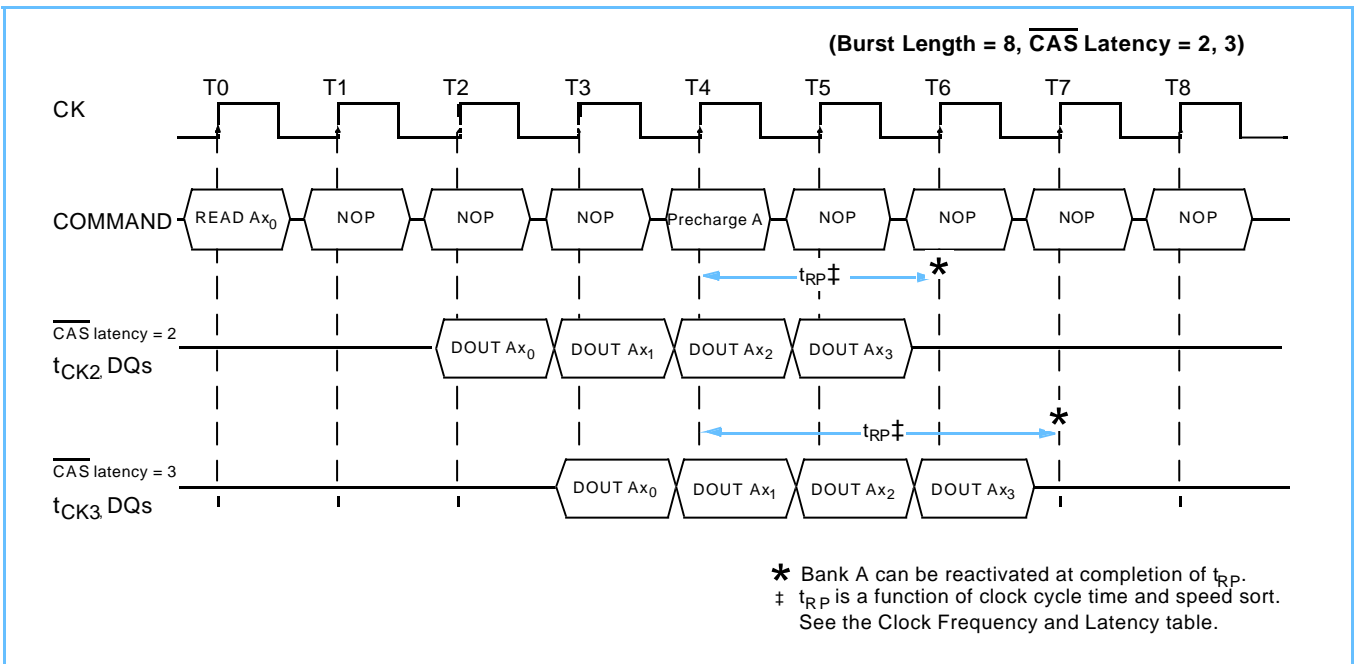 (Burst Length = 8, CAS Latency = 2, 3)
T0 T1 T2 T3 T4 T5 T6 T7 T8
CK
COMMAND READ Ax0 NOP NOP NOP Precharge A NOP NOP NOP NOP
tRP‡ *
CAS latency = 2
tCK2, DQs DOUT Ax0 DOUT Ax1 DOUT Ax2 DOUT Ax3
tRP‡ *
CAS latency = 3
tCK3, DQs DOUT Ax0 DOUT Ax1 DOUT Ax2 DOUT Ax3
* Bank A can be reactivated at completion of tRP.
‡ tRP is a function of clock cycle time and speed sort.
See the Clock Frequency and Latency table.